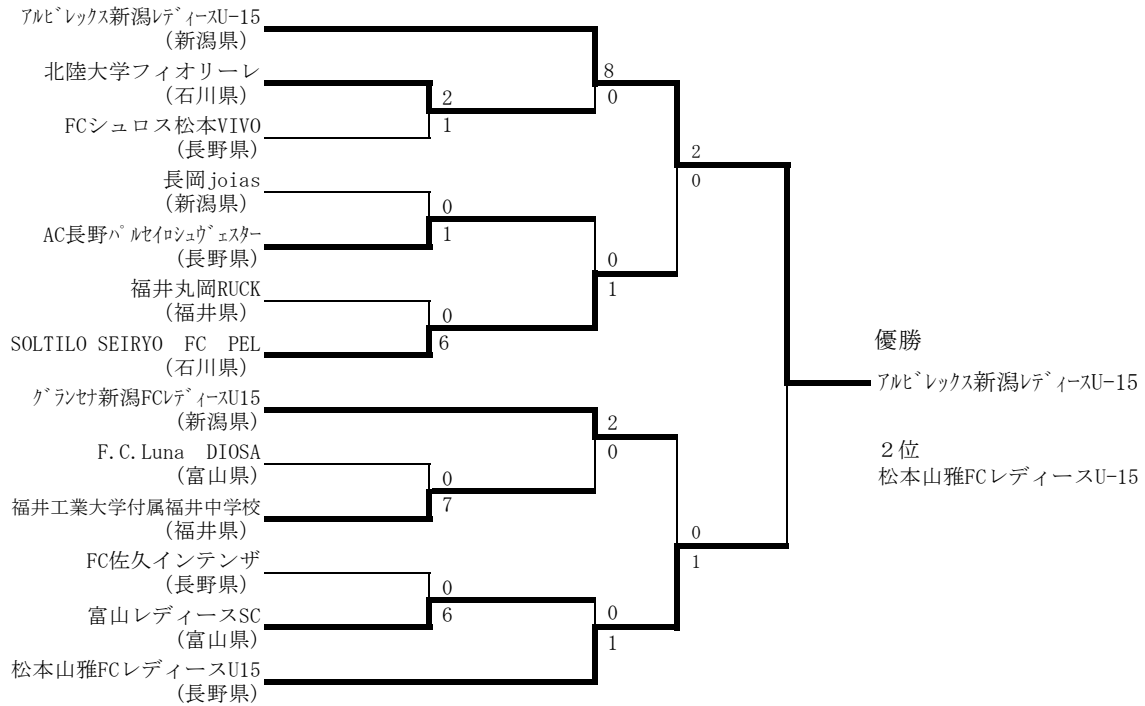 ｱﾙﾋﾞﾚｯｸｽ新潟ﾚﾃﾞｨｰｽU-15
(新潟県)
北陸大学フィオリーレ
(石川県)
FCシュロス松本VIVO
(長野県)
長岡joias
(新潟県)
AC長野ﾊﾟﾙｾｲﾛｼｭｳﾞｪｽﾀｰ
(長野県)
福井丸岡RUCK
(福井県)
SOLTILO SEIRYO　FC　PEL
(石川県)
ｸﾞﾗﾝｾﾅ新潟FCﾚﾃﾞｨｰｽU15
(新潟県)
F.C.Luna　DIOSA
(富山県)
福井工業大学付属福井中学校
(福井県)
FC佐久インテンザ
(長野県)
富山レディースSC
(富山県)
松本山雅FCレディースU15
(長野県)
2
1
0
1
0
6
0
7
0
6
8
0
0
1
2
0
0
1
2
0
0
1
優勝
ｱﾙﾋﾞﾚｯｸｽ新潟ﾚﾃﾞｨｰｽU-15
２位
松本山雅FCレディースU-15